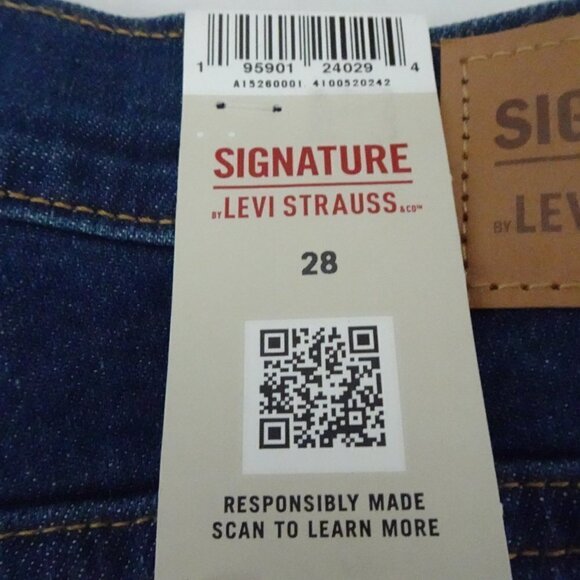 1 95901 24029 4
A15260001 4100520242
SIGNATURE
BY LEVI STRAUSS & CO™
28
RESPONSIBLY MADE
SCAN TO LEARN MORE
SIG
BY LEV